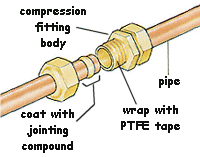 compression
fitting
body
pipe
wrap with
PTFE tape
coat with
jointing
compound